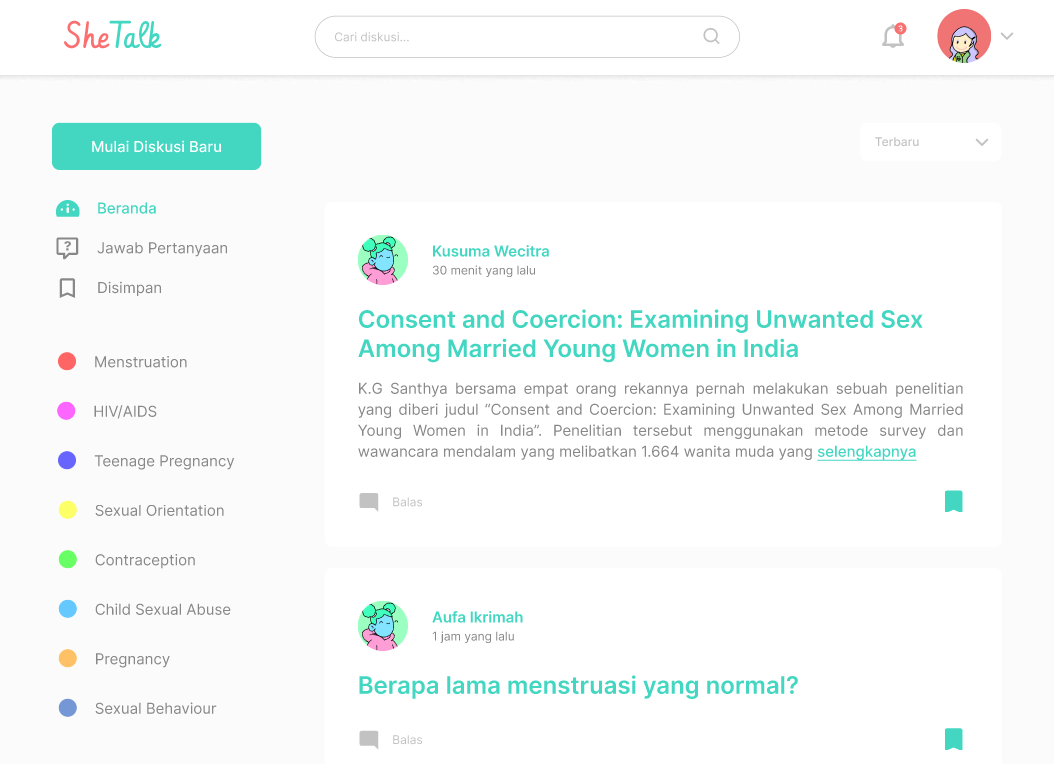 SheTalk
Cari diskusi...
3
Mulai Diskusi Baru
Terbaru
Beranda
Jawab Pertanyaan
Disimpan
Menstruation
HIV/AIDS
Teenage Pregnancy
Sexual Orientation
Contraception
Child Sexual Abuse
Pregnancy
Sexual Behaviour
Kusuma Wecitra
30 menit yang lalu
Consent and Coercion: Examining Unwanted Sex
Among Married Young Women in India
K.G Santhya bersama empat orang rekannya pernah melakukan sebuah penelitian
yang diberi judul “Consent and Coercion: Examining Unwanted Sex Among Married
Young Women in India”. Penelitian tersebut menggunakan metode survey dan
wawancara mendalam yang melibatkan 1.664 wanita muda yang selengkapnya
Balas
Aufa Ikrimah
1 jam yang lalu
Berapa lama menstruasi yang normal?
Balas